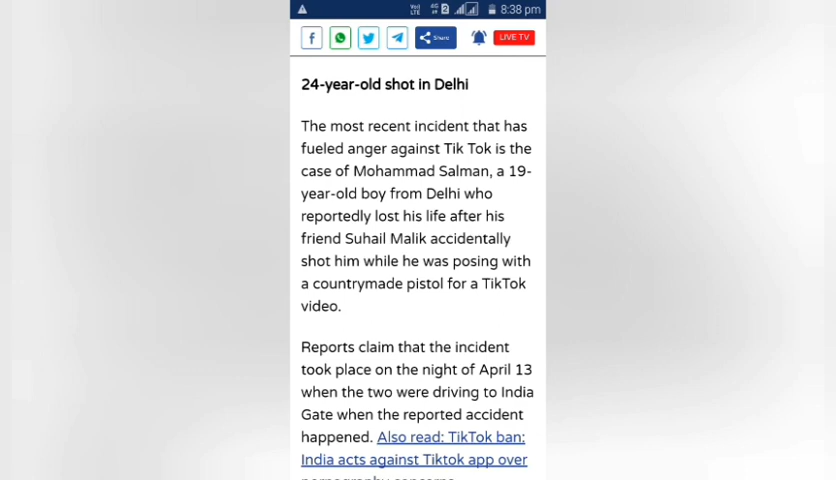 Vo) LTE 4G 2 8:38 pm
f Share LIVE TV
24-year-old shot in Delhi
The most recent incident that has
fueled anger against Tik Tok is the
case of Mohammad Salman, a 19-
year-old boy from Delhi who
reportedly lost his life after his
friend Suhail Malik accidentally
shot him while he was posing with
a countrymade pistol for a TikTok
video.
Reports claim that the incident
took place on the night of April 13
when the two were driving to India
Gate when the reported accident
happened. Also read: TikTok ban:
India acts against Tiktok app over